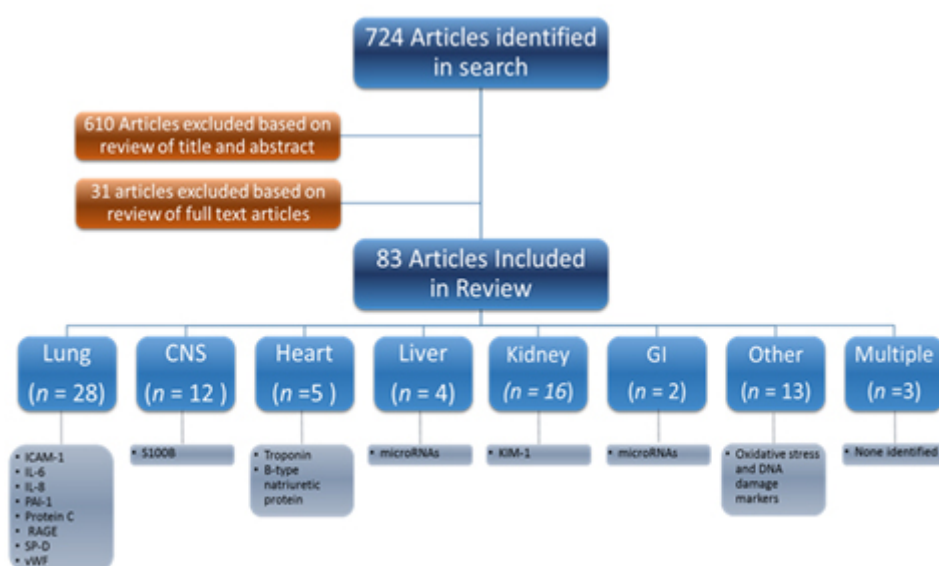 724 Articles identified
in search
610 Articles excluded based on
review of title and abstract
31 articles excluded based on
review of full text articles
83 Articles Included
in Review
Lung
(n = 28)
CNS
(n = 12 )
Heart
(n =5 )
Liver
(n = 4)
Kidney
(n = 16)
GI
(n = 2)
Other
(n = 13)
Multiple
(n =3)
• ICAM-1
• IL-6
• IL-8
• PAI-1
• Protein C
• RAGE
• SP-D
• vWF
• S100B
• Troponin
• B-type
natriuretic
protein
• microRNAs
• KIM-1
• microRNAs
• Oxidative stress
and DNA
damage
markers
• None identified